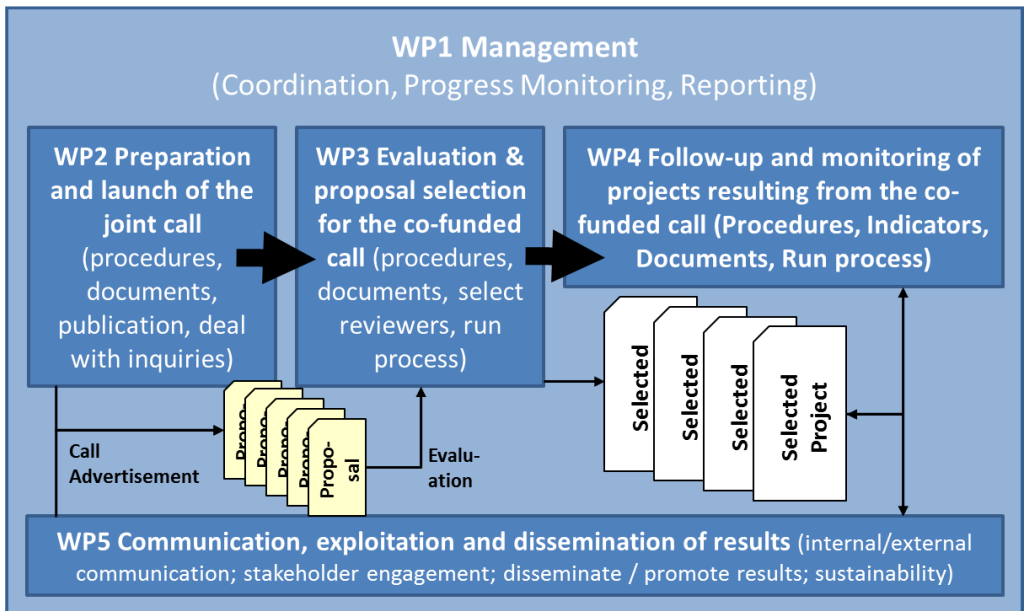 WP1 Management
(Coordination, Progress Monitoring, Reporting)
WP2 Preparation
and launch of the
joint call
(procedures,
documents,
publication, deal
with inquiries)
WP3 Evaluation &
proposal selection
for the co-funded
call (procedures,
documents, select
reviewers, run
process)
WP4 Follow-up and monitoring of
projects resulting from the co-
funded call (Procedures, Indicators,
Documents, Run process)
Call
Advertisement
Propo-
Propo-
Propo-
Propo-
Propo-
sal
Evalu-
ation
Selected
Selected
Selected
Selected
Project
WP5 Communication, exploitation and dissemination of results (internal/external
communication; stakeholder engagement; disseminate / promote results; sustainability)